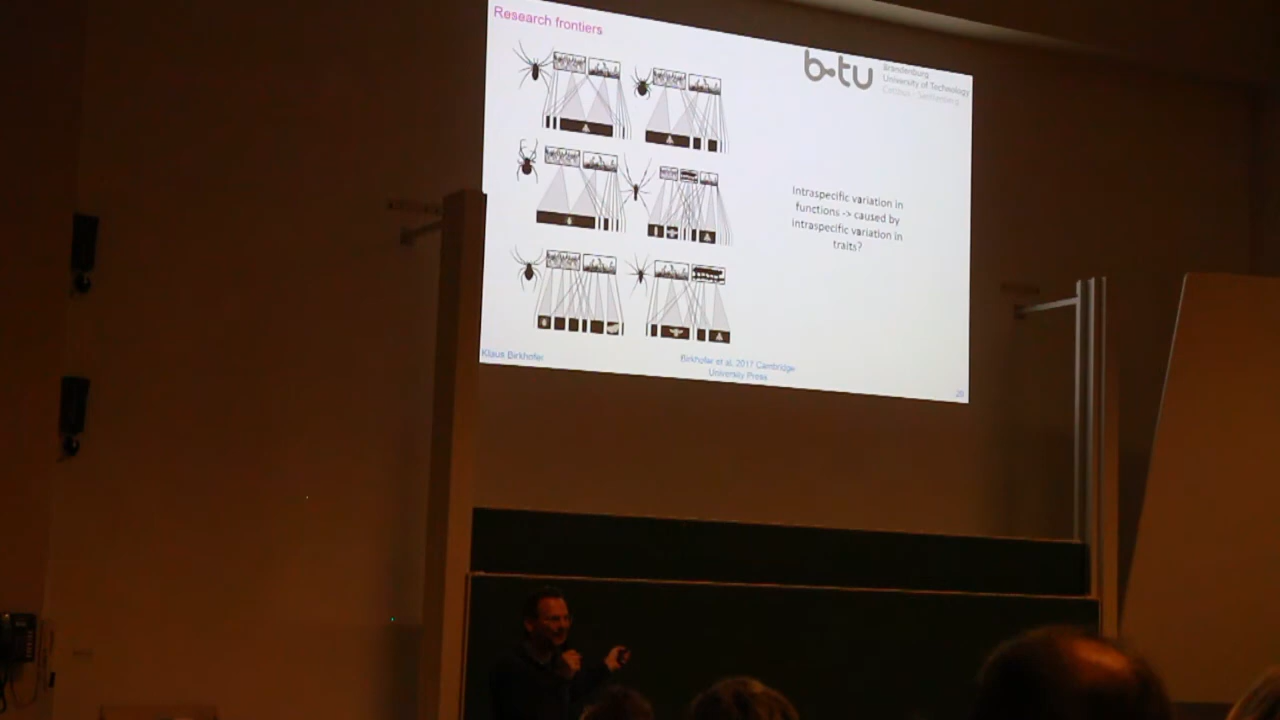 Research frontiers
b-tu
Brandenburg
University of Technology
Cottbus - Senftenberg
Intraspecific variation in
functions -> caused by
intraspecific variation in
traits?
Klaus Birkhofer
Birkhofer et al. 2017 Cambridge
University Press
20